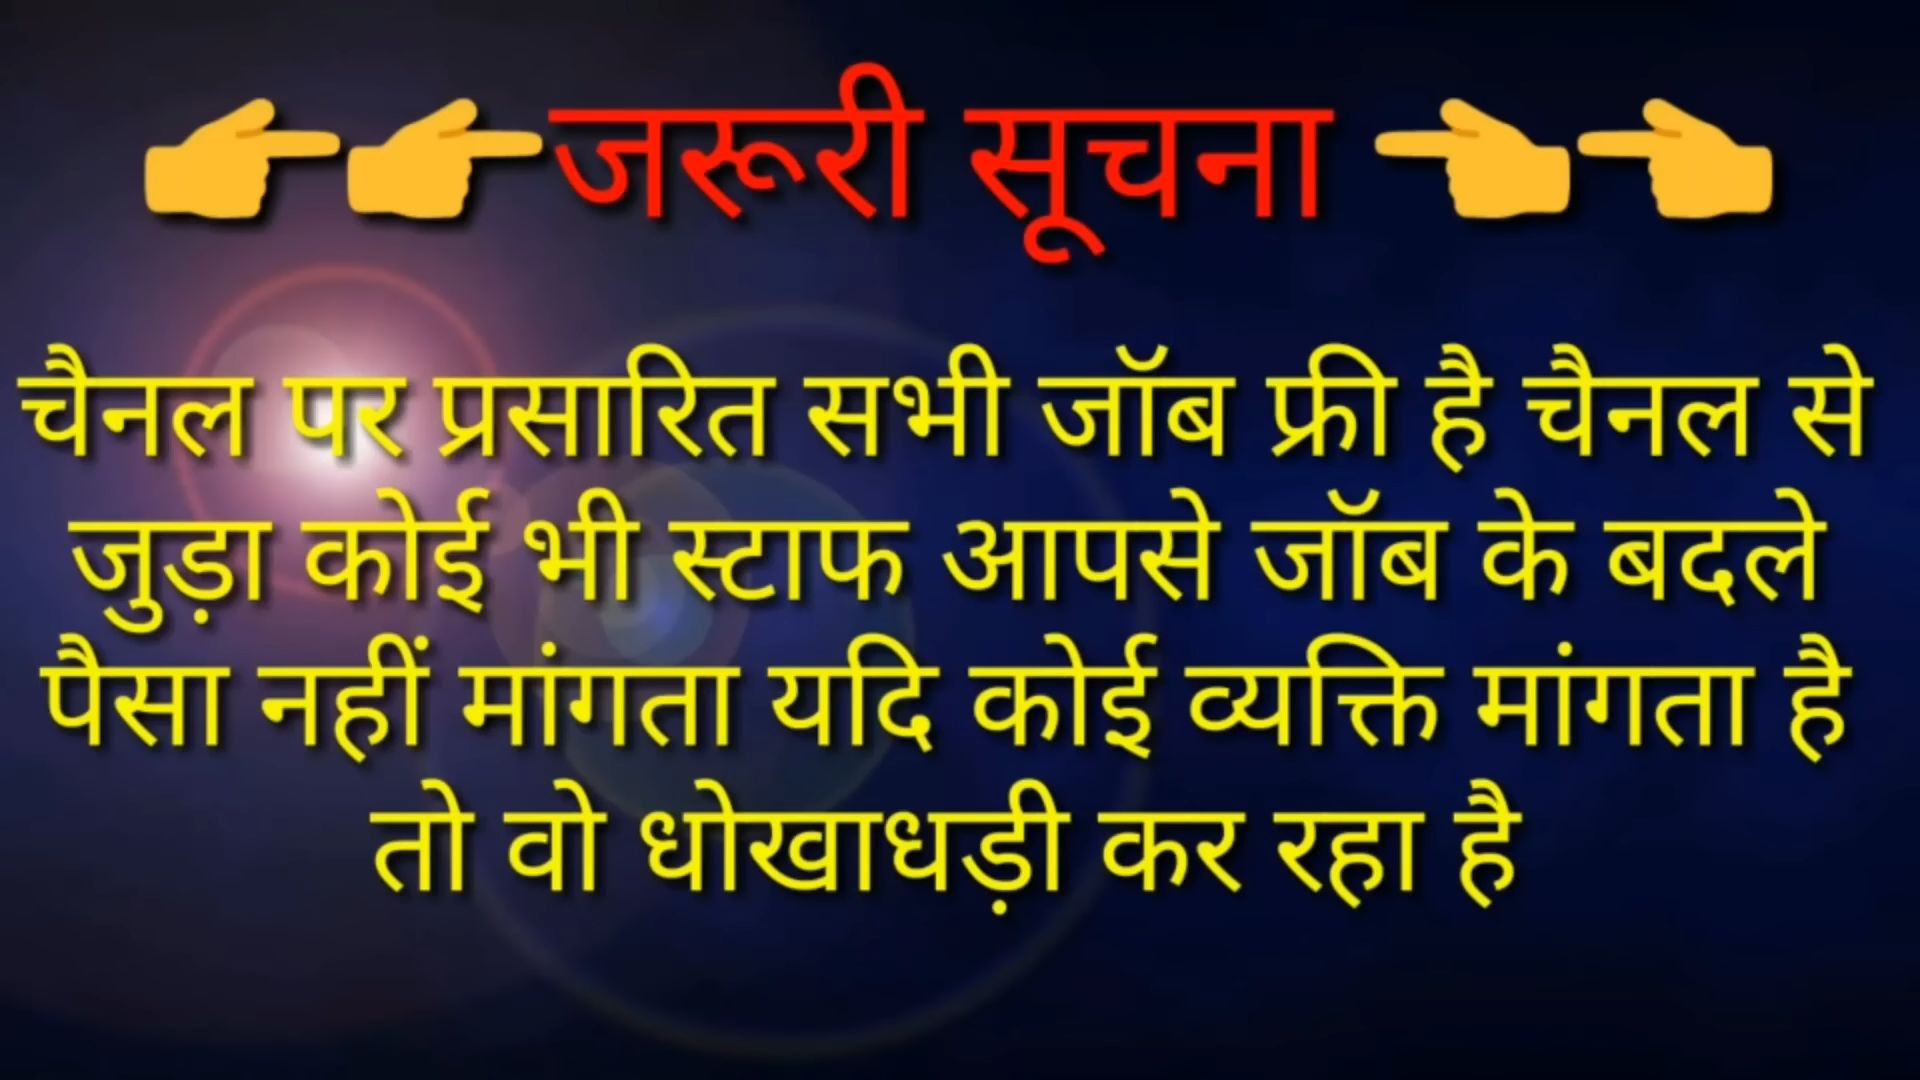 👉👉जरूरी सूचना 👈👈
चैनल पर प्रसारित सभी जॉब फ्री है चैनल से
जुड़ा कोई भी स्टाफ आपसे जॉब के बदले
पैसा नहीं मांगता यदि कोई व्यक्ति मांगता है
तो वो धोखाधड़ी कर रहा है